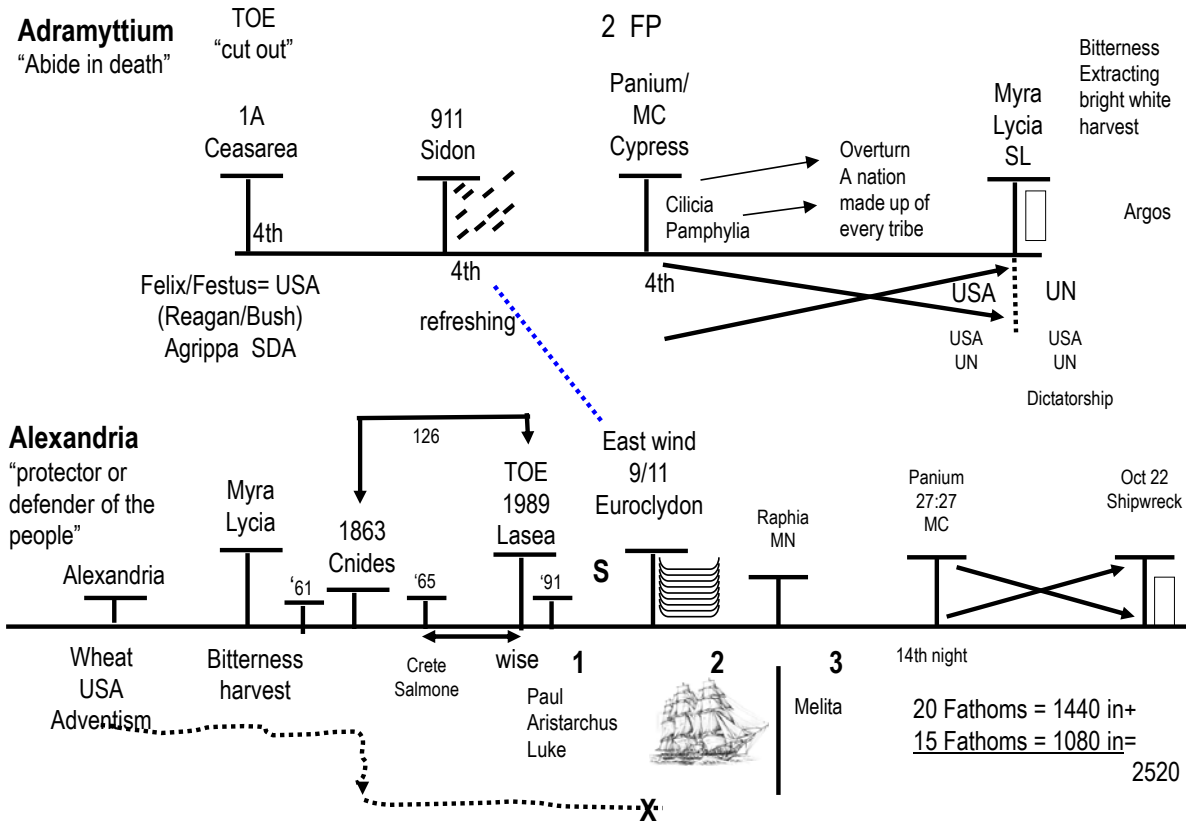 Adramyttium
“Abide in death”
TOE
“cut out”
2 FP
Bitterness
Extracting
bright white
harvest
1A
Ceasarea
911
Sidon
Panium/
MC
Cypress
Myra
Lycia
SL
Overturn
A nation
made up of
every tribe
Cilicia
Pamphylia
Argos
4th
4th
4th
Felix/Festus= USA
(Reagan/Bush)
Agrippa SDA
refreshing
USA
UN
USA
UN
USA
UN
Dictatorship
Alexandria
“protector or
defender of the
people”
126
Alexandria
Myra
Lycia
‘61
1863
Cnides
‘65
TOE
1989
Lasea
‘91
S
East wind
9/11
Euroclydon
Raphia
MN
Panium
27:27
MC
Oct 22
Shipwreck
Wheat
USA
Adventism
Bitterness
harvest
Crete
Salmone
wise
1
2
3
14th night
Paul
Aristarchus
Luke
Melita
20 Fathoms = 1440 in+
15 Fathoms = 1080 in=
2520
X